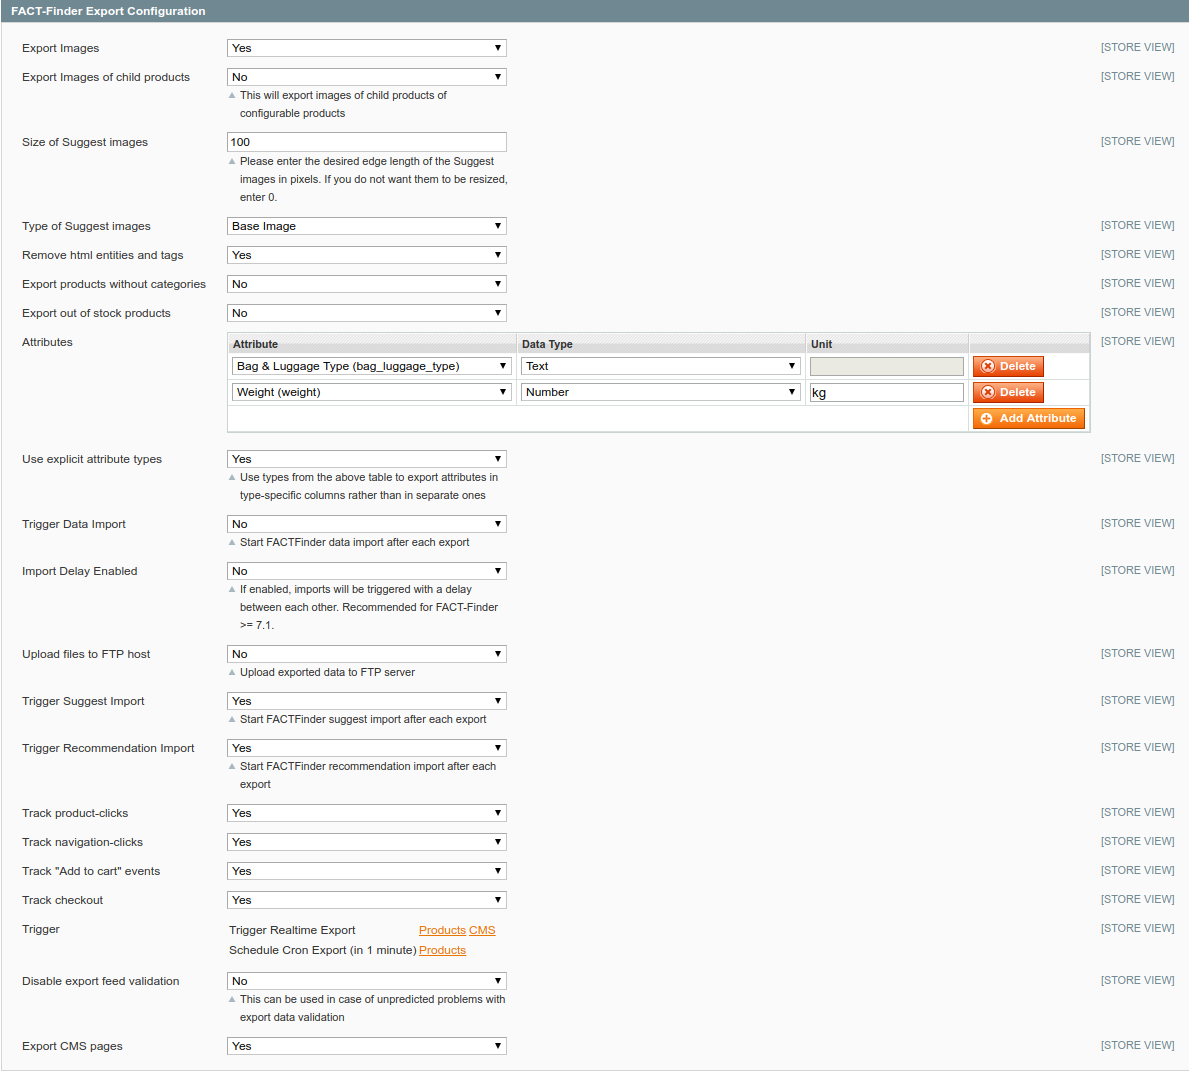 FACT-Finder Export Configuration
Export Images Yes [STORE VIEW]
Export Images of child products No [STORE VIEW]
This will export images of child products of
configurable products
Size of Suggest images 100 [STORE VIEW]
Please enter the desired edge length of the Suggest
images in pixels. If you do not want them to be resized,
enter 0.
Type of Suggest images Base Image [STORE VIEW]
Remove html entities and tags Yes [STORE VIEW]
Export products without categories No [STORE VIEW]
Export out of stock products No [STORE VIEW]
Attributes Attribute Data Type Unit [STORE VIEW]
Bag & Luggage Type (bag_luggage_type) Text Delete
Weight (weight) Number kg Delete
Add Attribute
Use explicit attribute types Yes [STORE VIEW]
Use types from the above table to export attributes in
type-specific columns rather than in separate ones
Trigger Data Import No [STORE VIEW]
Start FACTFinder data import after each export
Import Delay Enabled No [STORE VIEW]
If enabled, imports will be triggered with a delay
between each other. Recommended for FACT-Finder
>= 7.1.
Upload files to FTP host No [STORE VIEW]
Upload exported data to FTP server
Trigger Suggest Import Yes [STORE VIEW]
Start FACTFinder suggest import after each export
Trigger Recommendation Import Yes [STORE VIEW]
Start FACTFinder recommendation import after each
export
Track product-clicks Yes [STORE VIEW]
Track navigation-clicks Yes [STORE VIEW]
Track "Add to cart" events Yes [STORE VIEW]
Track checkout Yes [STORE VIEW]
Trigger Trigger Realtime Export Products CMS [STORE VIEW]
Schedule Cron Export (in 1 minute) Products
Disable export feed validation No [STORE VIEW]
This can be used in case of unpredicted problems with
export data validation
Export CMS pages Yes [STORE VIEW]